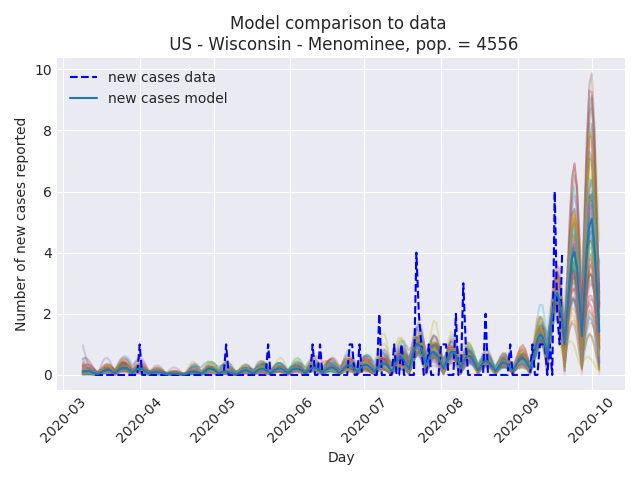 Model comparison to data
US - Wisconsin - Menominee, pop. = 4556
new cases data
new cases model
Number of new cases reported
10
8
6
4
2
0
2020-03
2020-04
2020-05
2020-06
2020-07
2020-08
2020-09
2020-10
Day